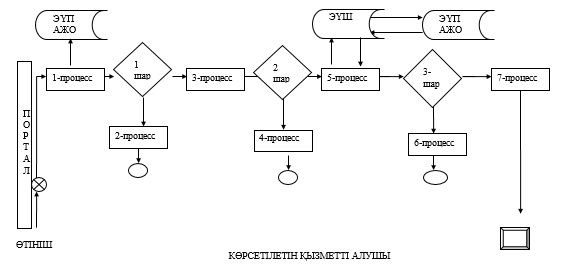 ЭҮП
АЖО
ЭҮШ
ЭҮП
АЖО
ПОРТАЛ
1-процесс
1
шар
3-процесс
2
шар
5-процесс
3-
шар
7-процесс
2-процесс
4-процесс
6-процесс
ӨТІНІШ
КӨРСЕТІЛЕТІН ҚЫЗМЕТТІ АЛУШЫ